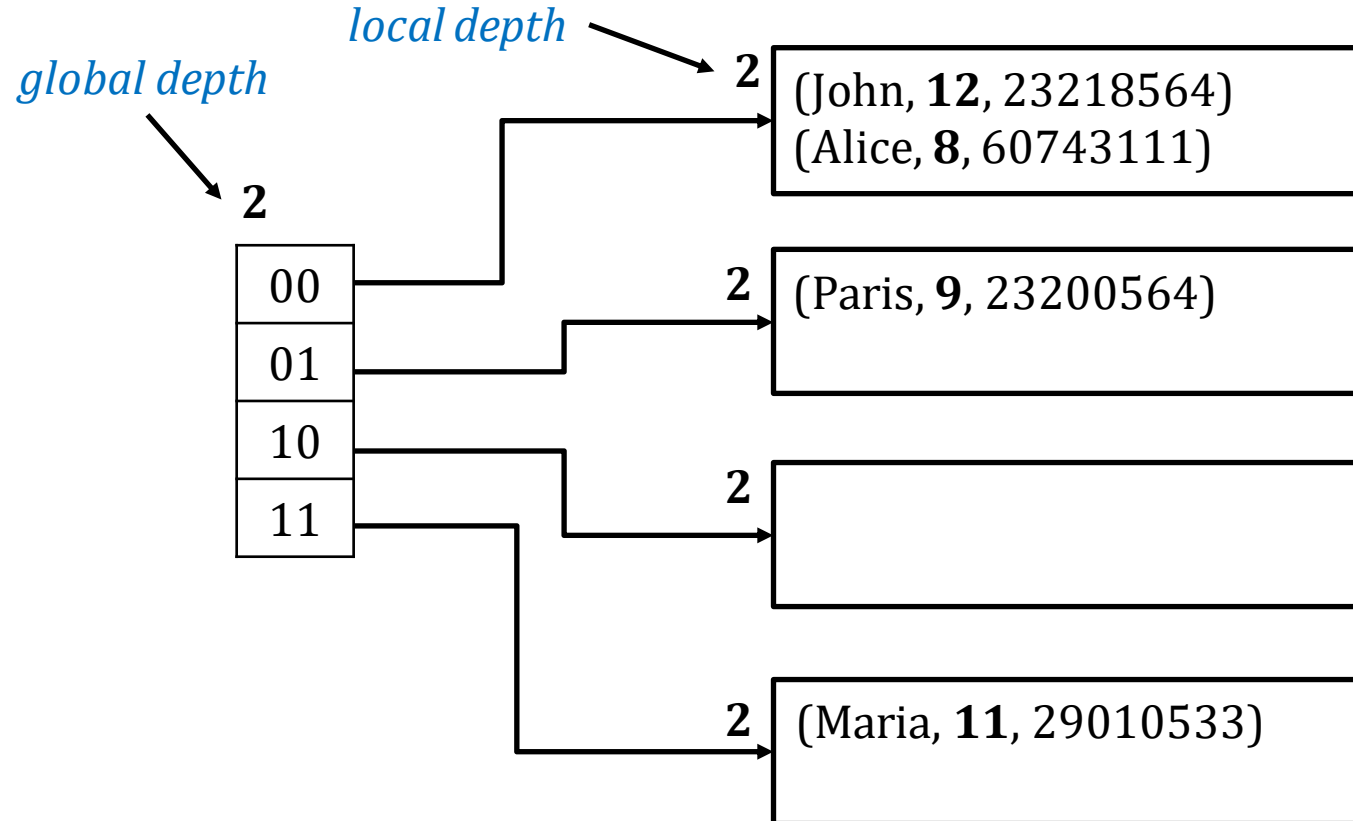 local depth
global depth
2
00
01
10
11
2
(John, 12, 23218564)
(Alice, 8, 60743111)
2
(Paris, 9, 23200564)
2
2
(Maria, 11, 29010533)